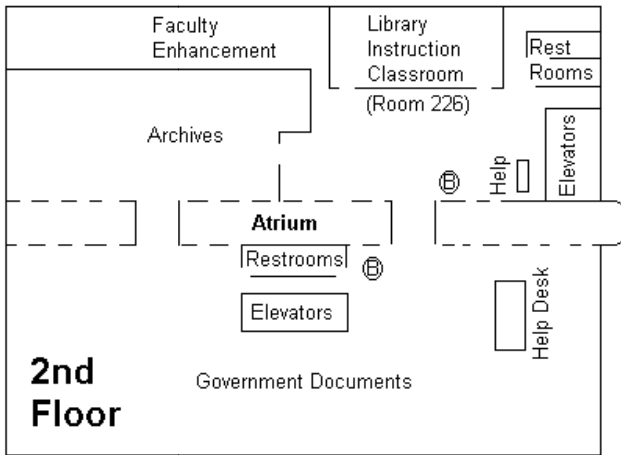 Faculty
Enhancement
Library
Instruction
Classroom
(Room 226)
Rest
Rooms
Archives
Elevators
Help
B
Atrium
Restrooms
B
Elevators
Help Desk
Government Documents
2nd
Floor